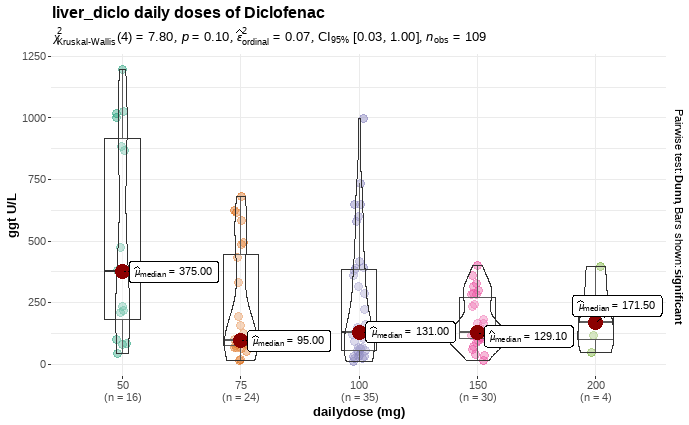 liver_diclo daily doses of Diclofenac
χ²Kruskal-Wallis(4) = 7.80, p = 0.10, ε̂²ordinal = 0.07, CI95% [0.03, 1.00], nobs = 109
ggt U/L
1250
1000
750
500
250
0
μ̂median = 375.00
μ̂median = 95.00
μ̂median = 131.00
μ̂median = 129.10
μ̂median = 171.50
50
(n = 16)
75
(n = 24)
100
(n = 35)
150
(n = 30)
200
(n = 4)
dailydose (mg)
Pairwise test: Dunn, Bars shown: significant